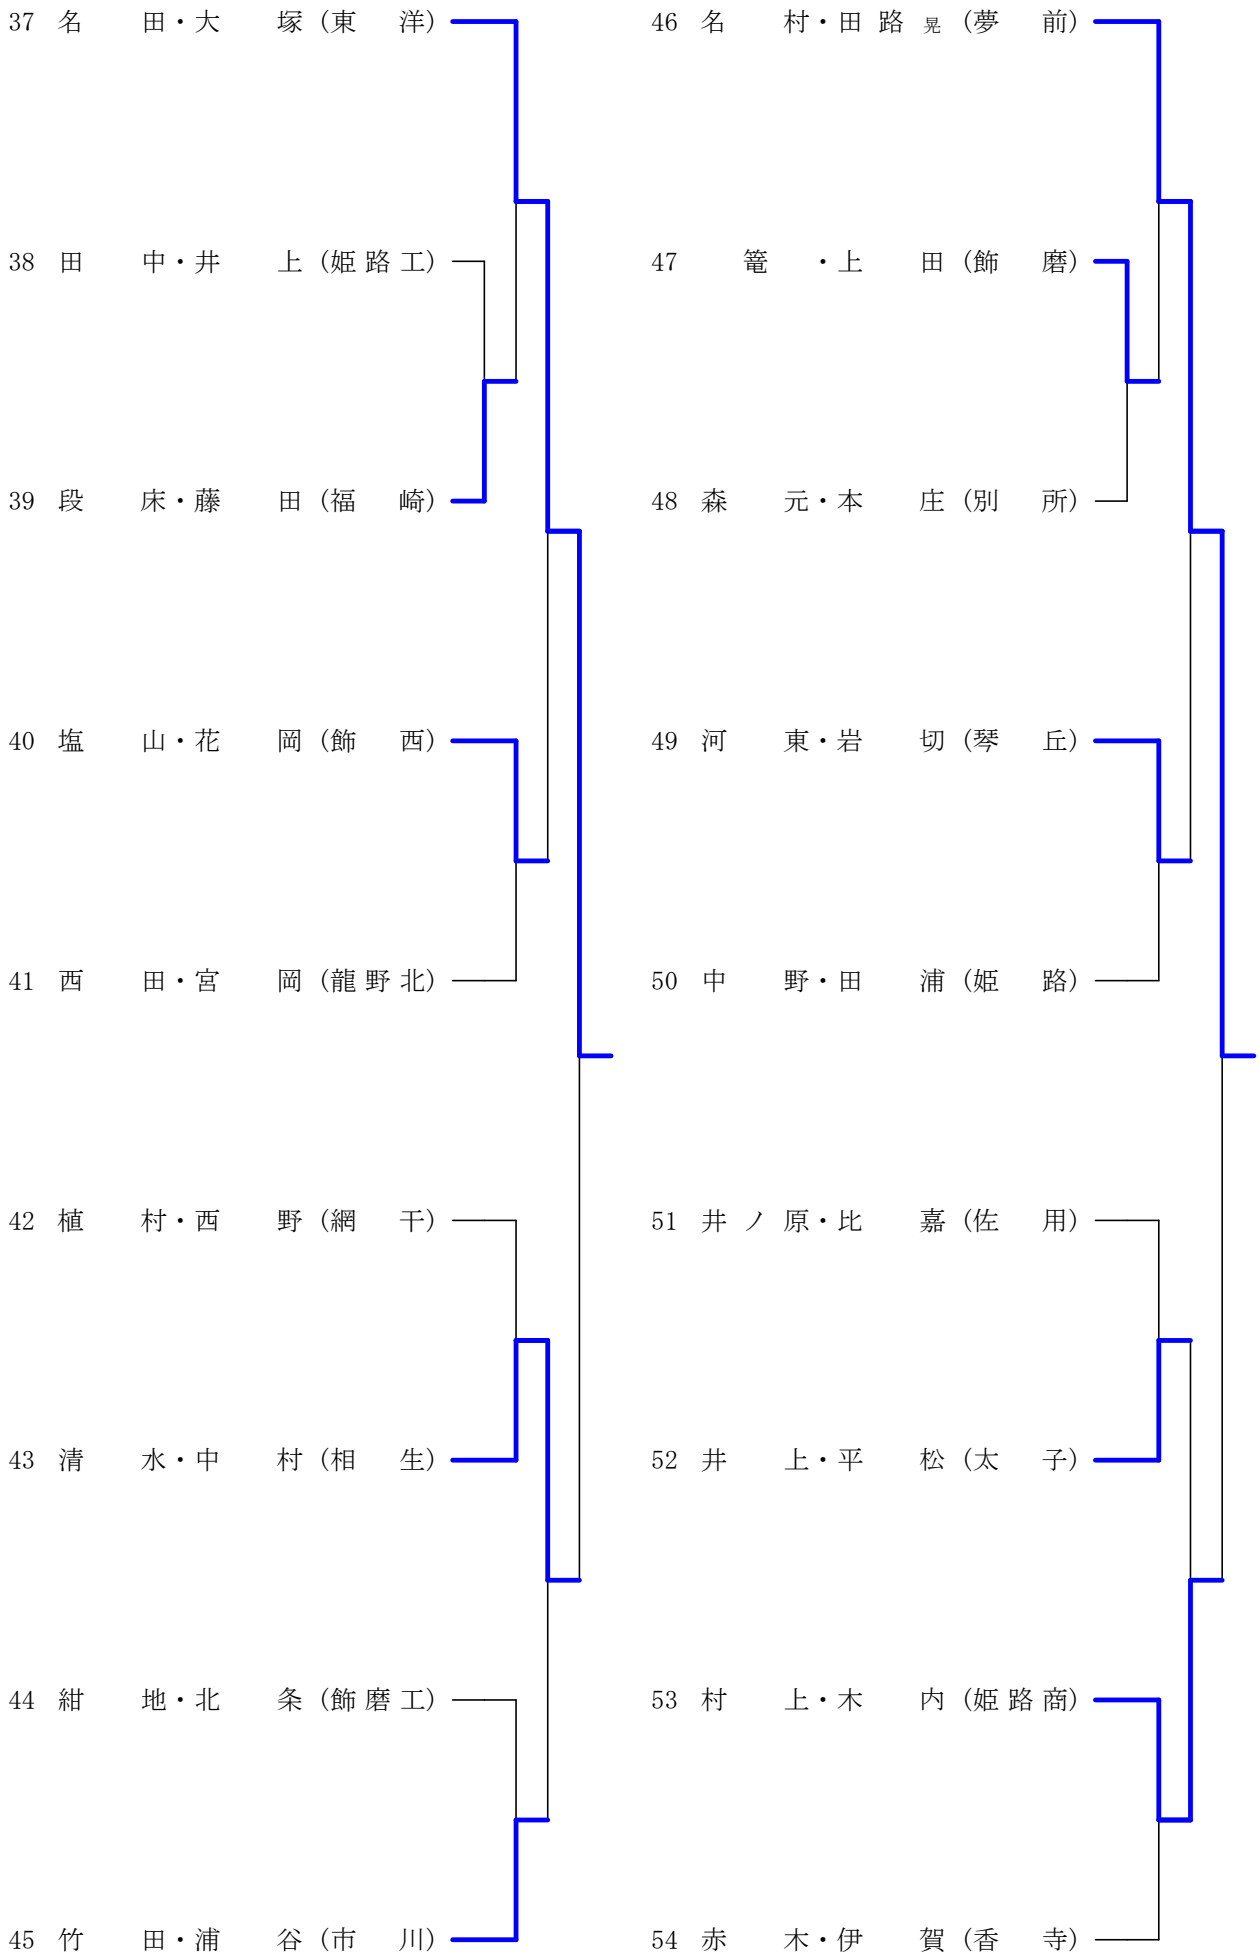 37 名田・大塚 (東洋)
38 田中・井上 (姫路工)
39 段床・藤田 (福崎)
40 塩山・花岡 (飾西)
41 西田・宮岡 (龍野北)
42 植村・西野 (網干)
43 清水・中村 (相生)
44 紺地・北条 (飾磨工)
45 竹田・浦谷 (市川)
46 名村・田路晃 (夢前)
47 篭・上田 (飾磨)
48 森元・本庄 (別所)
49 河東・岩切 (琴丘)
50 中野・田浦 (姫路)
51 井ノ原・比嘉 (佐用)
52 井上・平松 (太子)
53 村上・木内 (姫路商)
54 赤木・伊賀 (香寺)